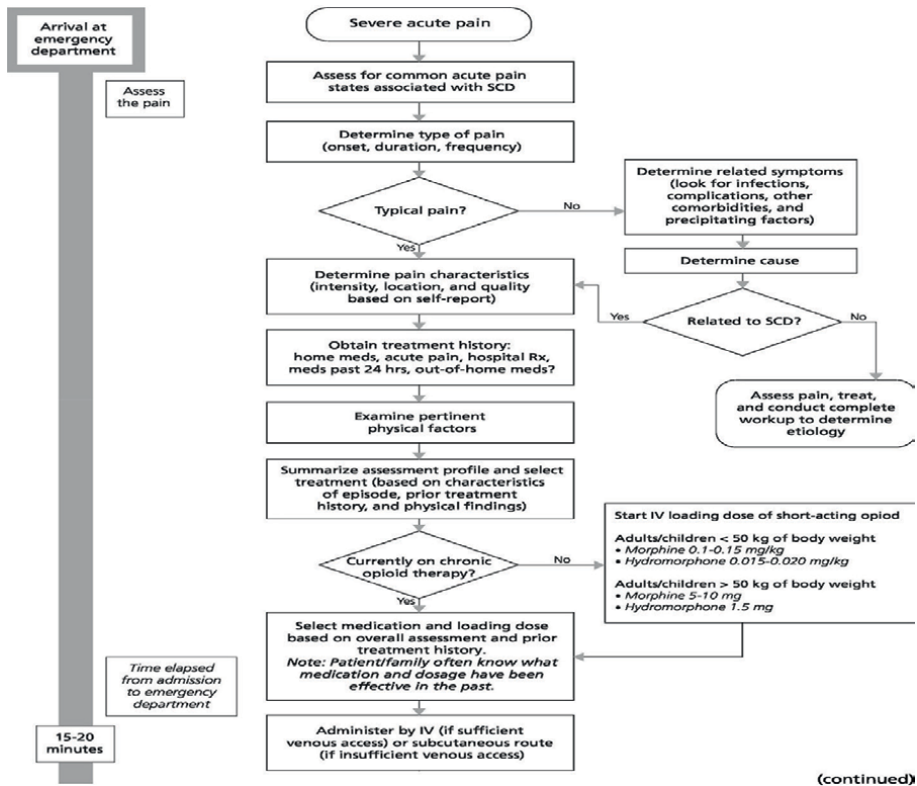 Arrival at
emergency
department
Assess
the pain
Severe acute pain
Assess for common acute pain
states associated with SCD
Determine type of pain
(onset, duration, frequency)
Typical pain?
No
Yes
Determine related symptoms
(look for infections,
complications, other
comorbidities, and
precipitating factors)
Determine cause
Related to SCD?
Yes
No
Assess pain, treat,
and conduct complete
workup to determine
etiology
Determine pain characteristics
(intensity, location, and quality
based on self-report)
Obtain treatment history:
home meds, acute pain, hospital Rx,
meds past 24 hrs, out-of-home meds?
Examine pertinent
physical factors
Summarize assessment profile and select
treatment (based on characteristics
of episode, prior treatment
history, and physical findings)
Currently on chronic
opioid therapy?
No
Yes
Start IV loading dose of short-acting opiod
Adults/children < 50 kg of body weight
• Morphine 0.1-0.15 mg/kg
• Hydromorphone 0.015-0.020 mg/kg
Adults/children > 50 kg of body weight
• Morphine 5-10 mg
• Hydromorphone 1.5 mg
Select medication and loading dose
based on overall assessment and prior
treatment history.
Note: Patient/family often know what
medication and dosage have been
effective in the past.
Time elapsed
from admission
to emergency
department
15-20
minutes
Administer by IV (if sufficient
venous access) or subcutaneous route
(if insufficient venous access)
(continued)